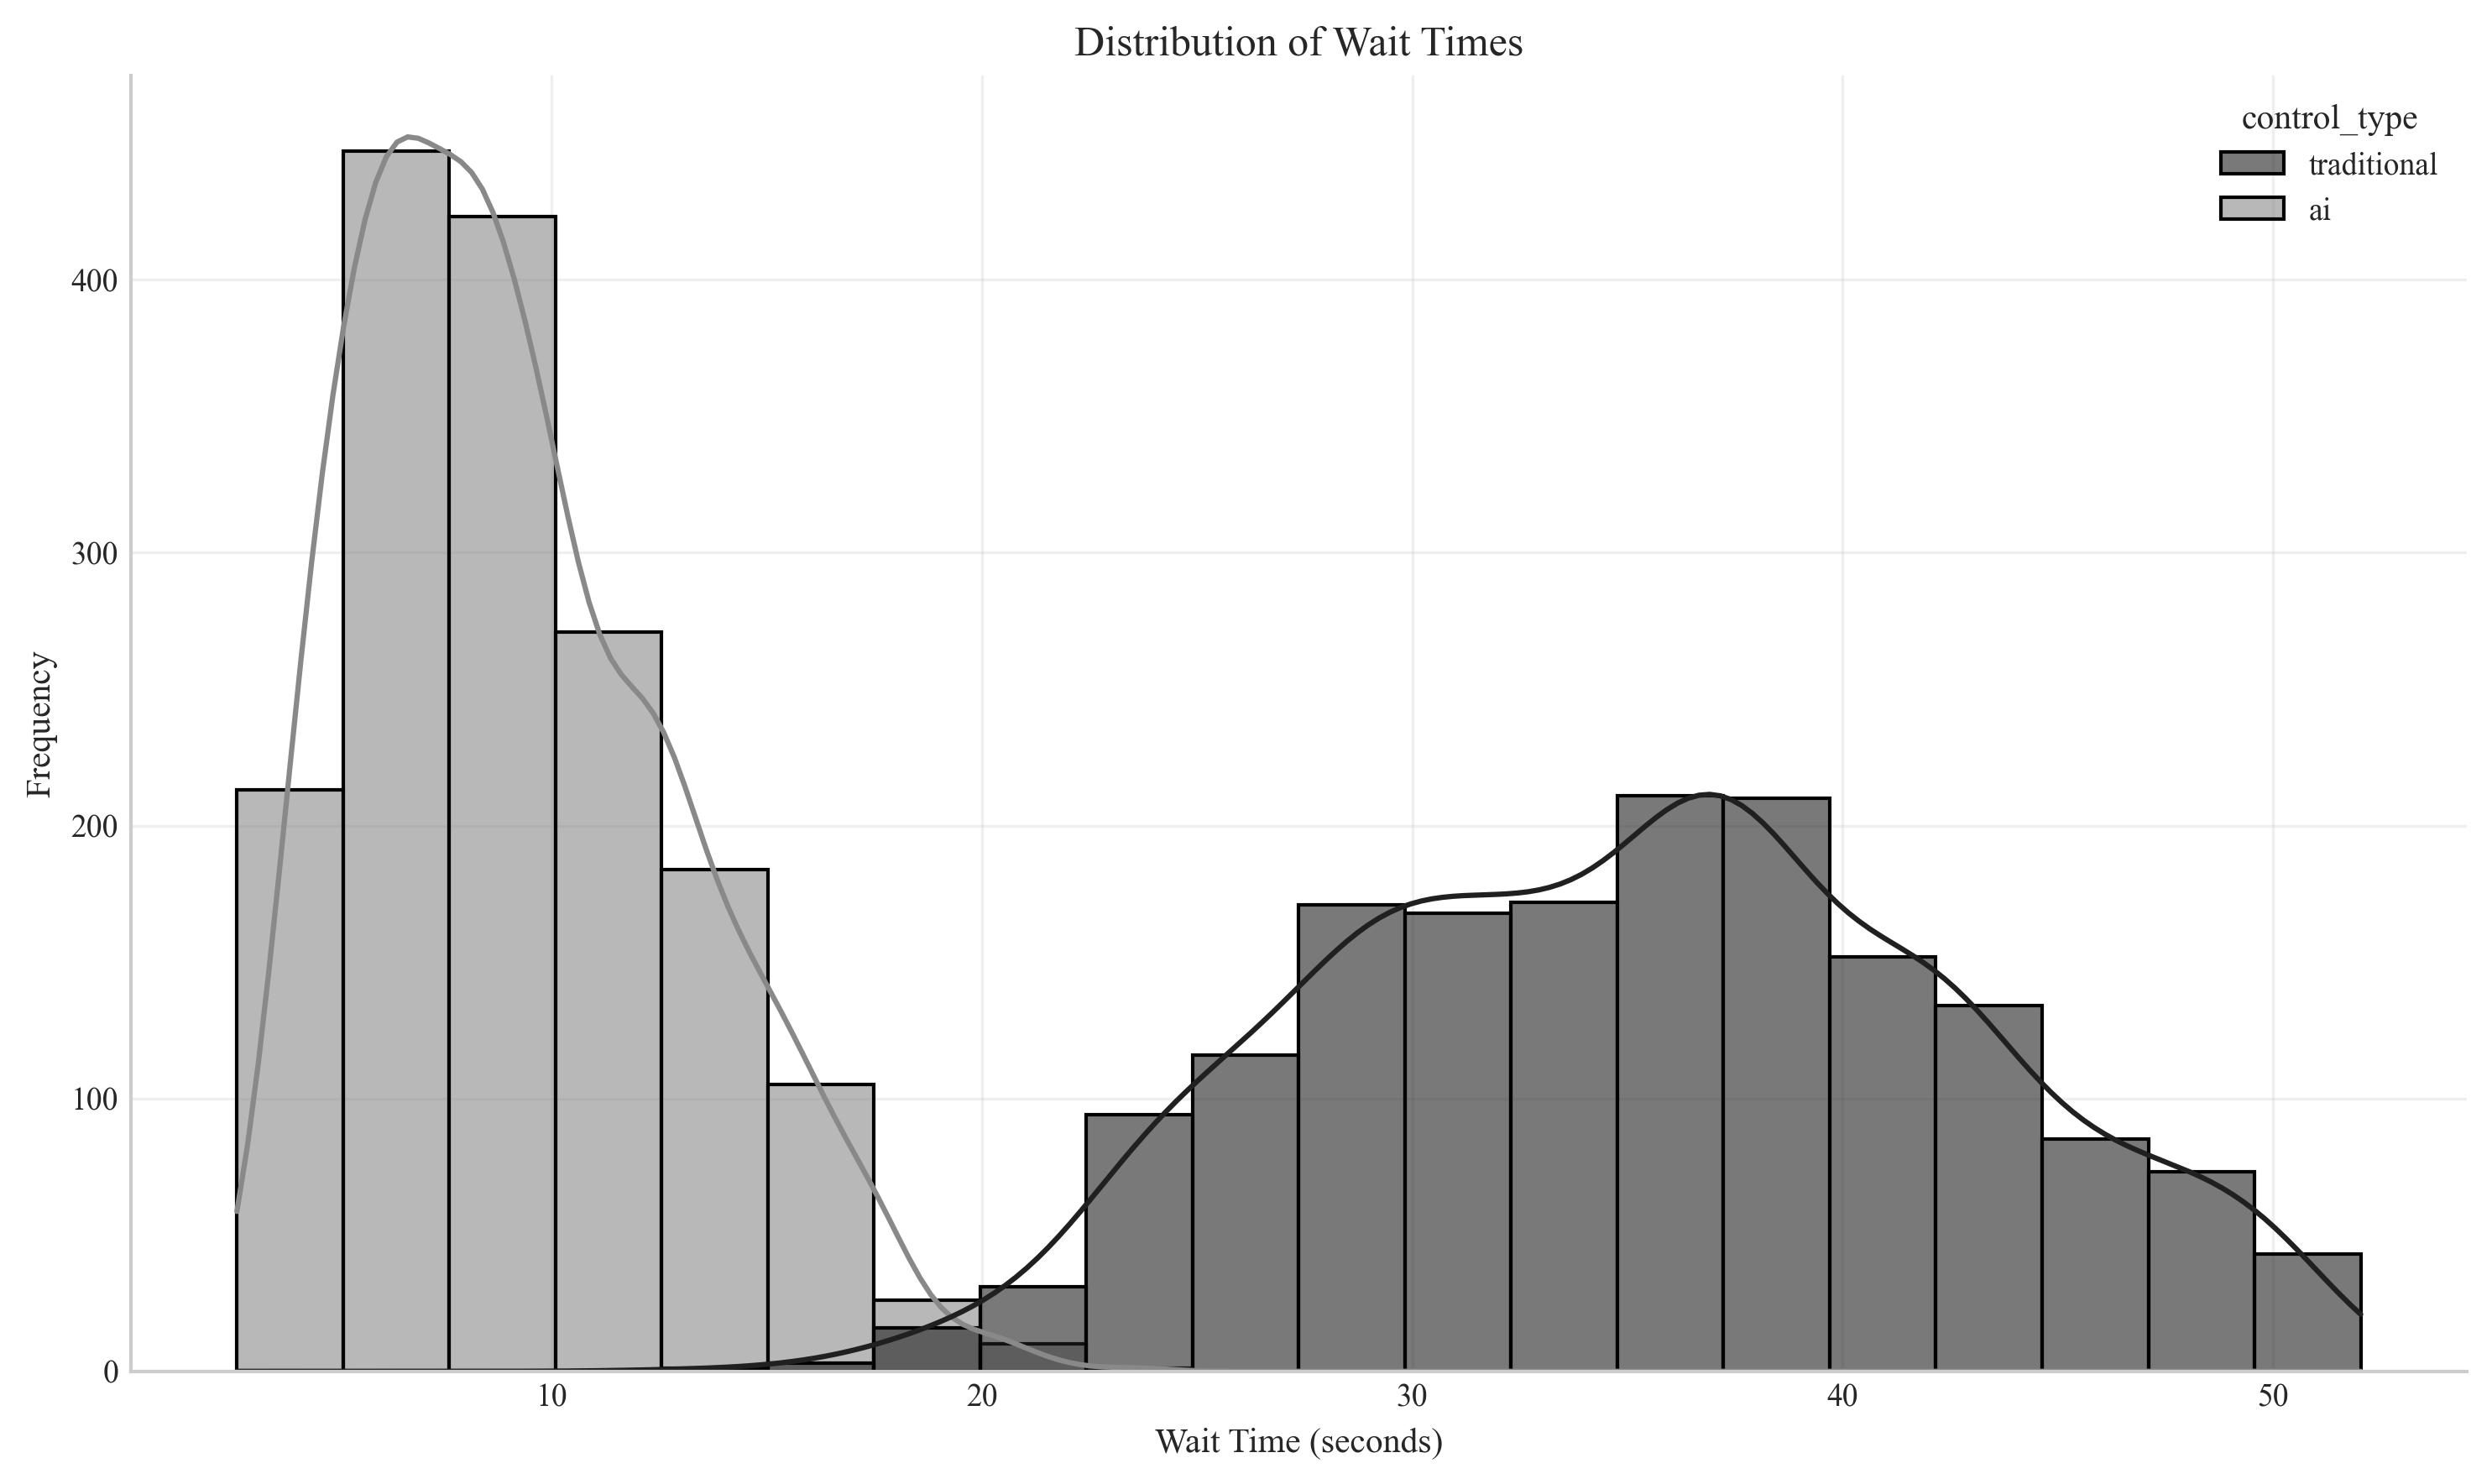 Distribution of Wait Times
control_type
traditional
ai
Frequency
400
300
200
100
0
10 20 30 40 50
Wait Time (seconds)